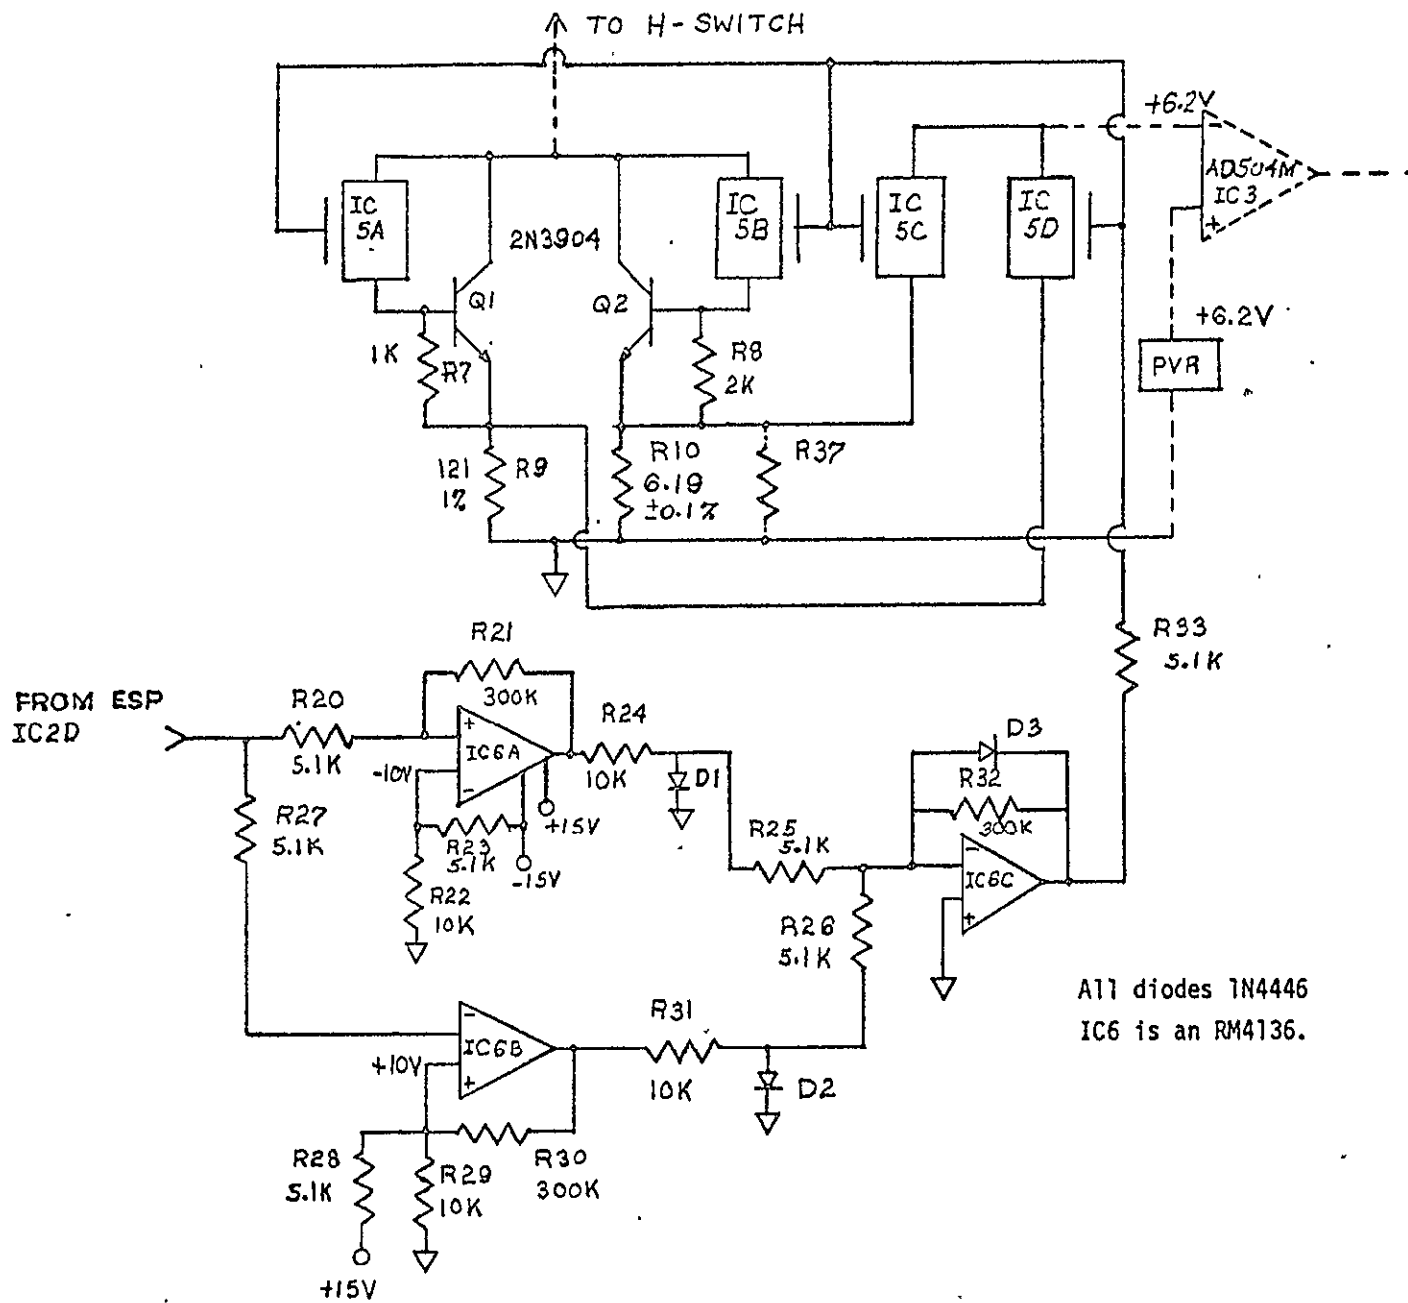 TO H-SWITCH
+6.2V
AD504M
IC3
-
+
IC
5A
2N3904
IC
5B
IC
5C
IC
5D
Q1
Q2
+6.2V
1K
R7
R8
2K
PVR
121
1%
R9
R10
6.19
±0.1%
R37
R33
5.1K
R21
300K
FROM ESP
IC2D
R20
5.1K
+
IC6A
-10V
-
R24
10K
D1
D3
R32
300K
R27
5.1K
R23
5.1K
+15V
-15V
R25
5.1K
-
IC6C
+
R22
10K
R26
5.1K
All diodes 1N4446
IC6 is an RM4136.
-
IC6B
+10V
+
R31
10K
D2
R28
5.1K
R29
10K
R30
300K
+15V